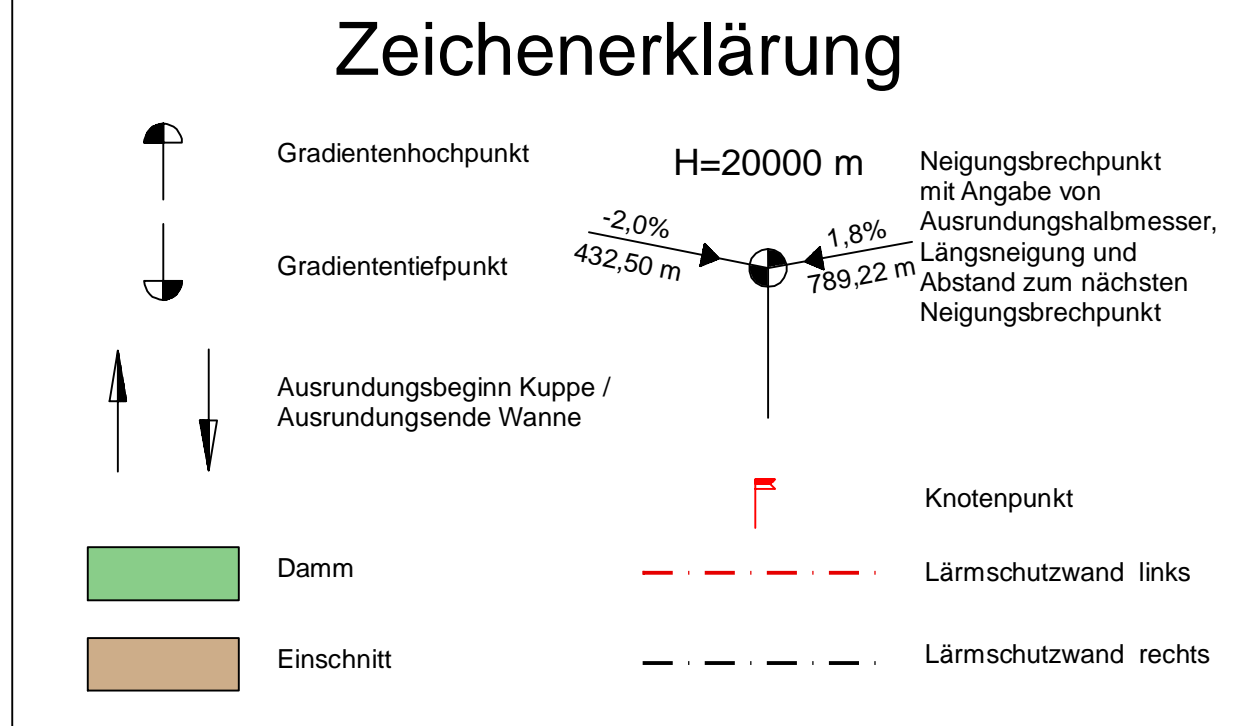 Zeichenerklärung
Gradientenhochpunkt
Gradiententiefpunkt
Ausrundungsbeginn Kuppe /
Ausrundungsende Wanne
Damm
Einschnitt
H=20000 m
-2,0%
432,50 m
1,8%
789,22 m
Neigungsbrechpunkt
mit Angabe von
Ausrundungshalbmesser,
Längsneigung und
Abstand zum nächsten
Neigungsbrechpunkt
Knotenpunkt
Lärmschutzwand links
Lärmschutzwand rechts